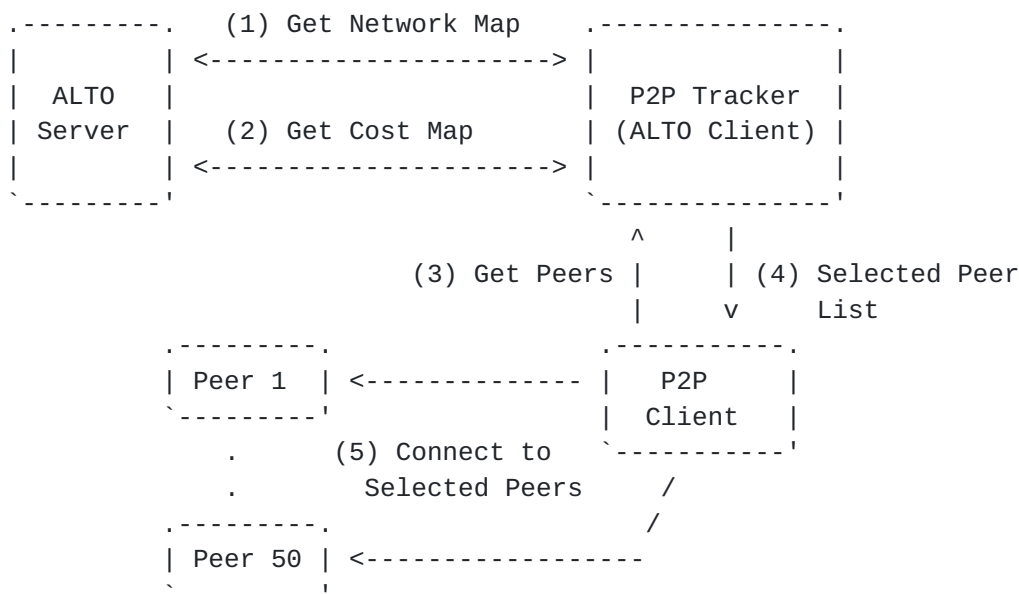 (1) Get Network Map
ALTO
Server
P2P Tracker
(ALTO Client)
(2) Get Cost Map
(3) Get Peers
(4) Selected Peer
List
Peer 1
P2P
Client
(5) Connect to
Selected Peers
Peer 50